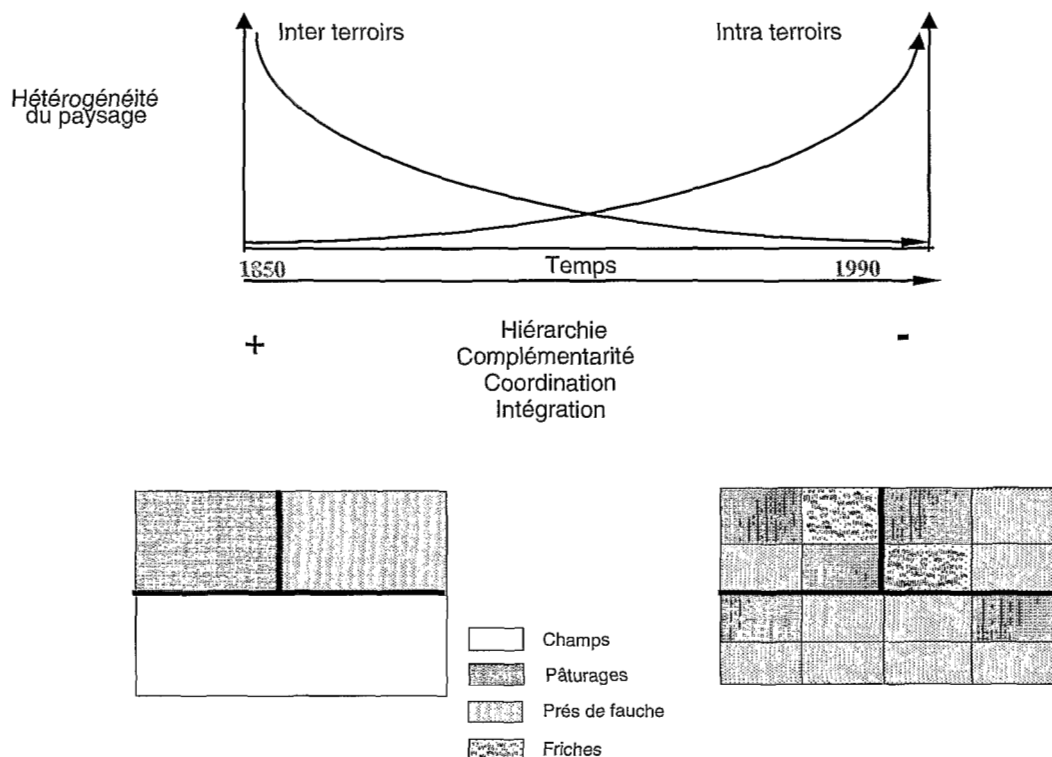 Inter terroirs
Intra terroirs
Hétérogénéité
du paysage
1850
Temps
1990
+
Hiérarchie
-
Complémentarité
Coordination
Intégration
Champs
Pâturages
Prés de fauche
Friches